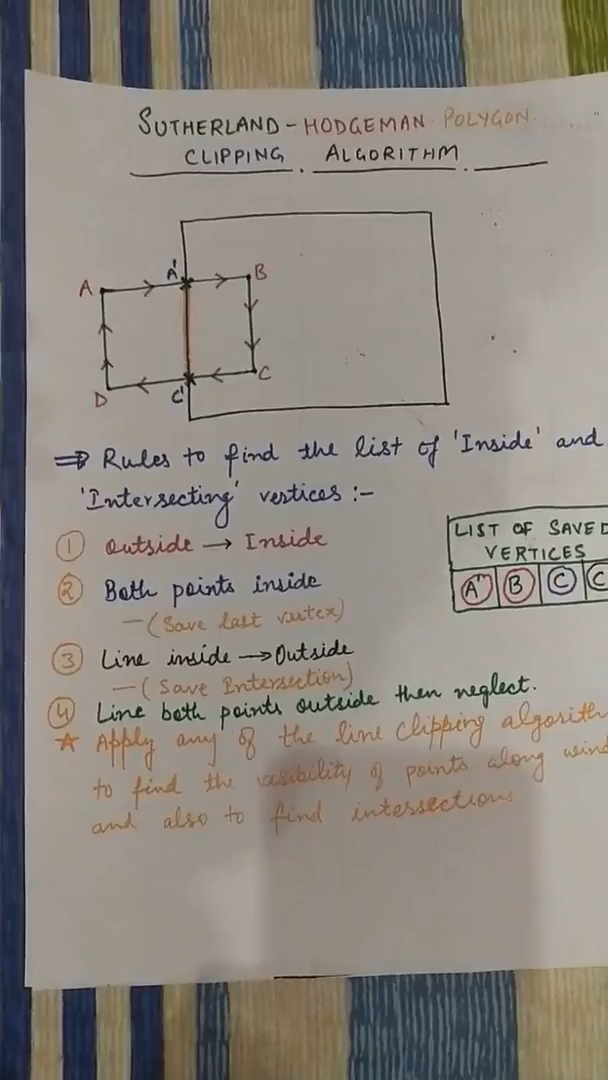 SUTHERLAND-HODGEMAN POLYGON
CLIPPING ALGORITHM
A
A'
B
C
C'
D
⇒ Rules to find the list of 'Inside' and
'Intersecting' vertices :-
① Outside → Inside
② Both points inside
-(Save last vertex)
③ Line inside → Outside
-( Save Intersection)
④ Line both points outside then neglect.
☆ Apply any of the line clipping algorith
to find the visibility of points along wind
and also to find intersections
LIST OF SAVED
VERTICES
A' B C C